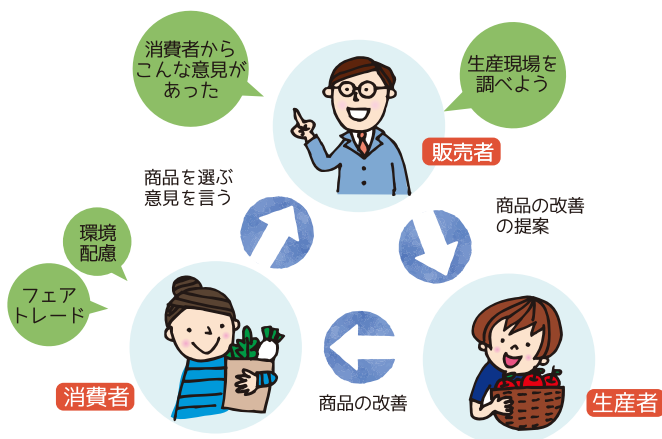 消費者から
こんな意見が
あった
生産現場を
調べよう
販売者
商品を選ぶ
意見を言う
商品の改善
の提案
環境
配慮
フェア
トレード
消費者
商品の改善
生産者